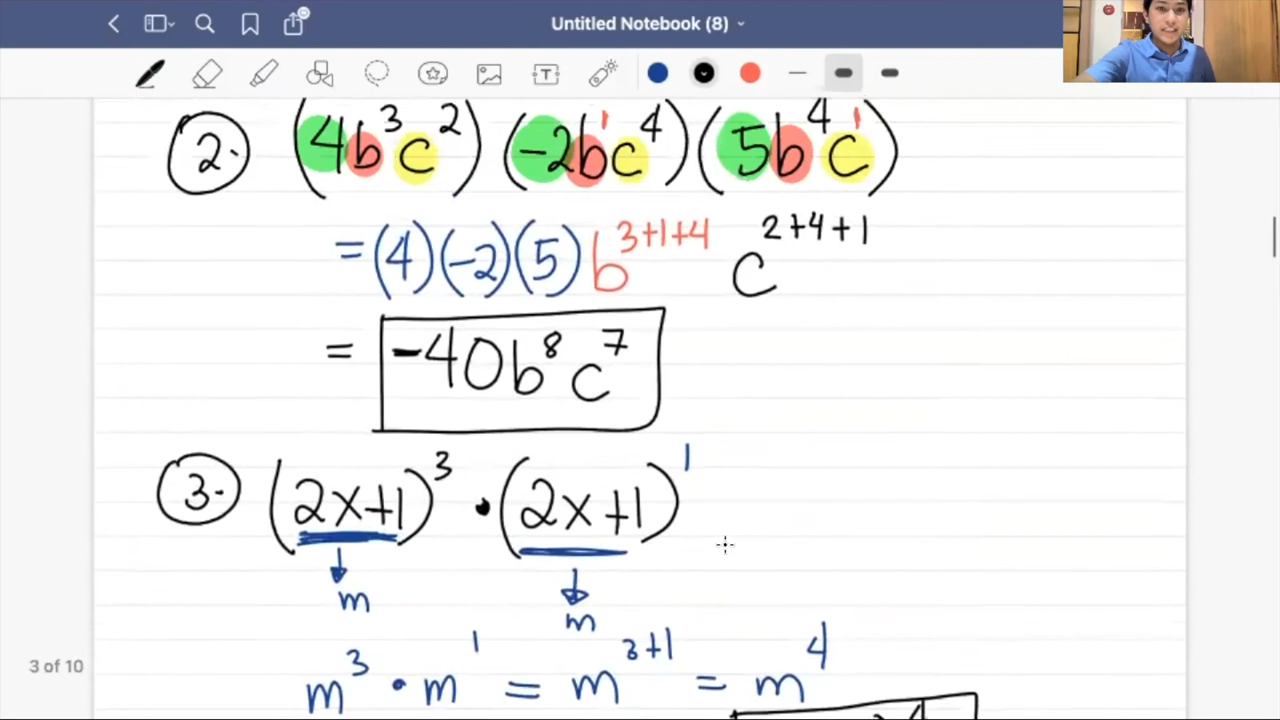 Untitled Notebook (8)
2. (4b³c²) (-2b¹c⁴)(5b⁴c¹)
= (4)(-2)(5) b³⁺¹⁺⁴ c²⁺⁴⁺¹
= -40b⁸c⁷
3. (2x+1)³ • (2x+1)¹
m m
m³ • m¹ = m³⁺¹ = m⁴
3 of 10